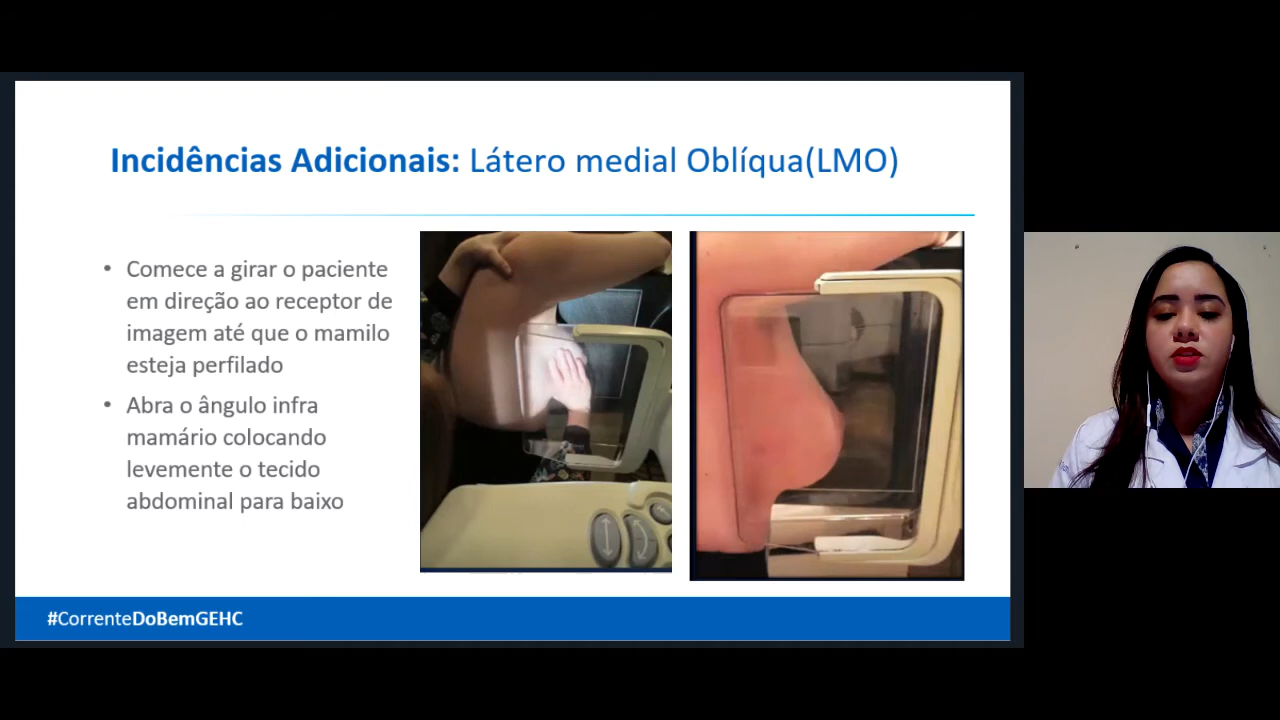 Incidências Adicionais: Látero medial Oblíqua(LMO)
• Comece a girar o paciente
em direção ao receptor de
imagem até que o mamilo
esteja perfilado
• Abra o ângulo infra
mamário colocando
levemente o tecido
abdominal para baixo
#CorrenteDoBemGEHC